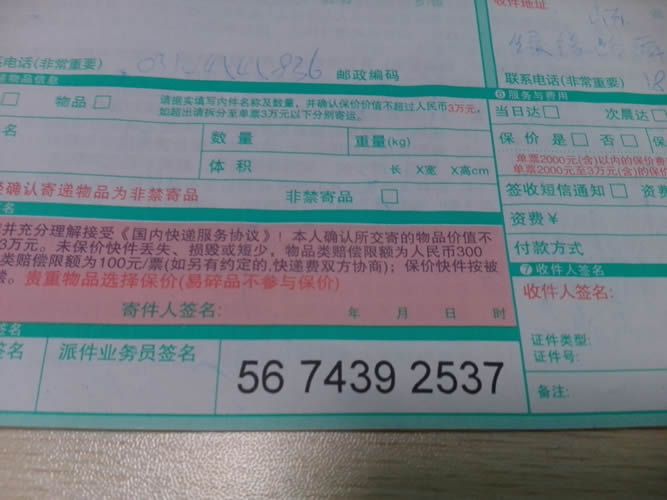 收件地址
系电话(非常重要)
邮政编码
联系电话(非常重要)
物品信息
⑥服务与费用
物品
请据实填写内件名称及数量，并确认保价价值不超过人民币3万元，
如超出请拆分至单票3万元以下分别寄运。
当日达
次晨达
名
数量
重量(kg)
保价 是
否
保
体积
长 X宽 X高cm
单票2000元(含)以内的保价
单票2000元至3万元(含)的保价
确认寄递物品为非禁寄品
非禁寄品
签收短信通知
资费
名
并充分理解接受《国内快递服务协议》！本人确认所交寄的物品价值不
3万元。未保价快件丢失、损毁或短少，物品类赔偿限额为人民币300
类赔偿限额为100元/票(如另有约定的,快递费双方协商)；保价快件按被
偿。贵重物品选择保价(易碎品不参与保价)
寄件人签名:
年 月 日 时
资费￥
付款方式
⑦收件人签名
收件人签名:
签名
派件业务员签名
56 7439 2537
证件类型:
证件号:
备注: